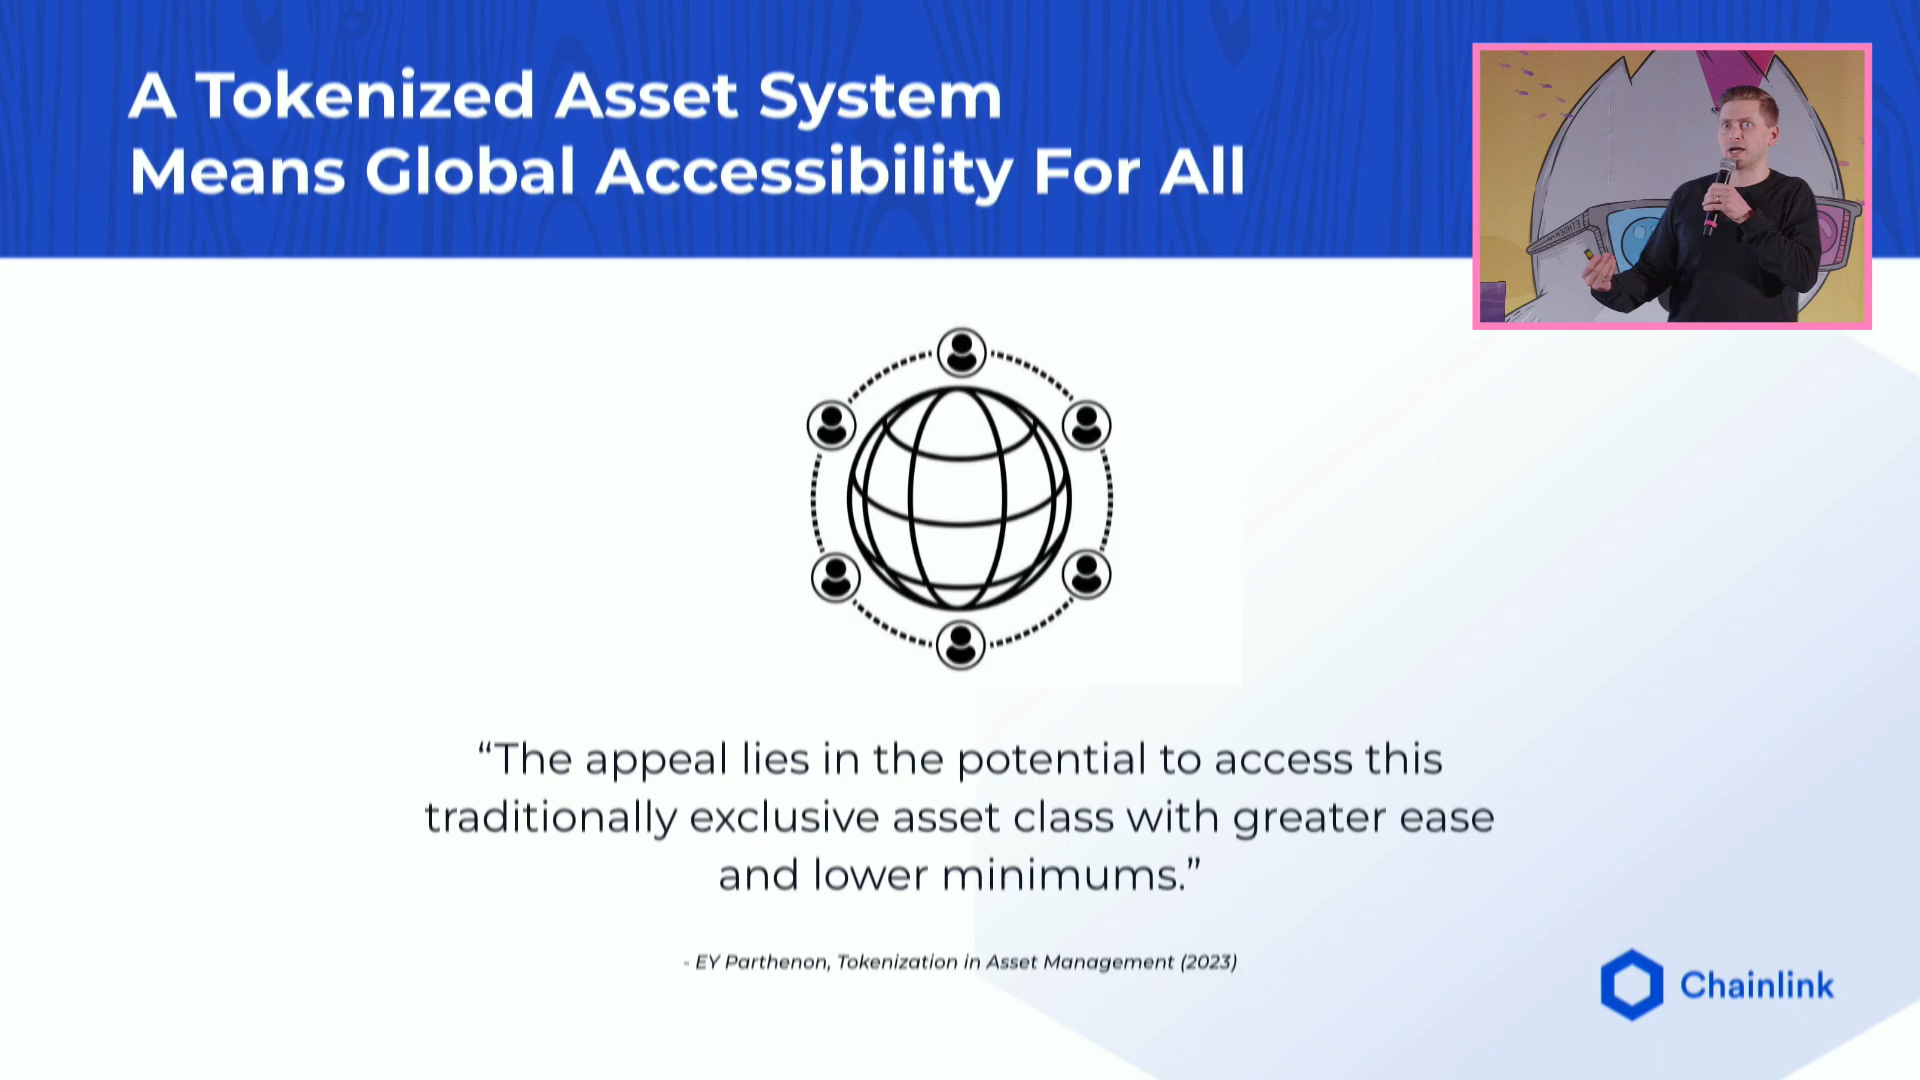 A Tokenized Asset System
Means Global Accessibility For All
“The appeal lies in the potential to access this
traditionally exclusive asset class with greater ease
and lower minimums.”
- EY Parthenon, Tokenization in Asset Management (2023)
Chainlink